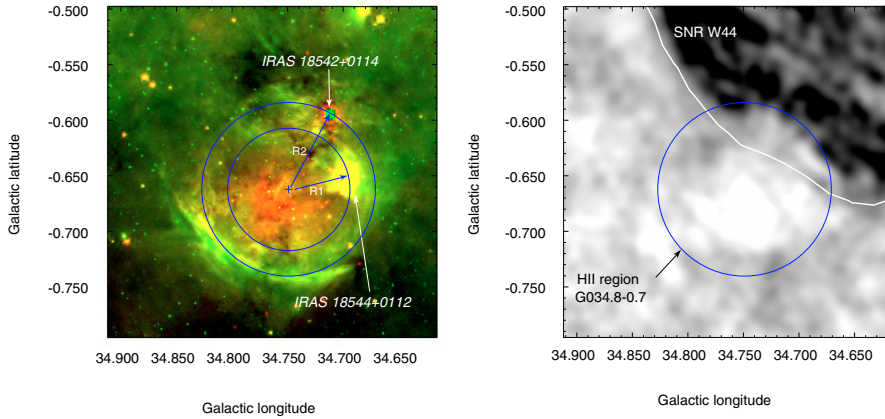 -0.500
-0.550
-0.600
-0.650
-0.700
-0.750
Galactic latitude
IRAS 18542+0114
R2
R1
IRAS 18544+0112
34.900
34.850
34.800
34.750
34.700
34.650
Galactic longitude
-0.500
-0.550
-0.600
-0.650
-0.700
-0.750
Galactic latitude
SNR W44
HII region
G034.8-0.7
34.900
34.850
34.800
34.750
34.700
34.650
Galactic longitude